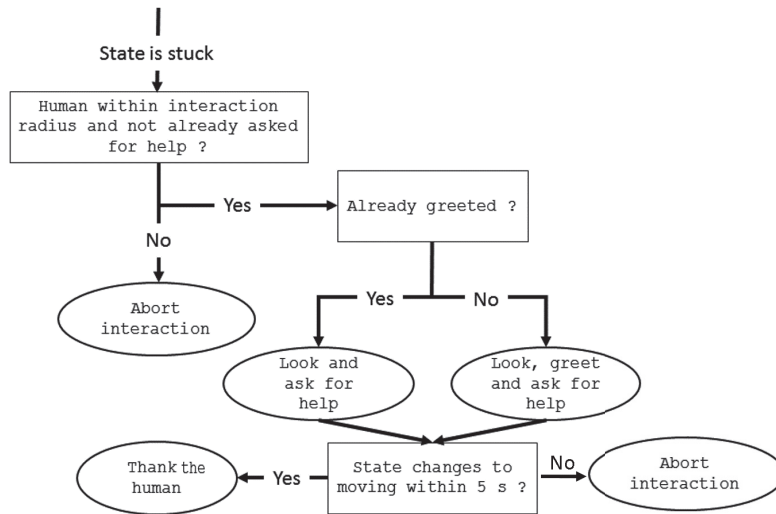 State is stuck
Human within interaction
radius and not already asked
for help ?
Yes
Already greeted ?
No
Abort
interaction
Yes
No
Look and
ask for
help
Look, greet
and ask for
help
Thank the
human
Yes
State changes to
moving within 5 s ?
No
Abort
interaction